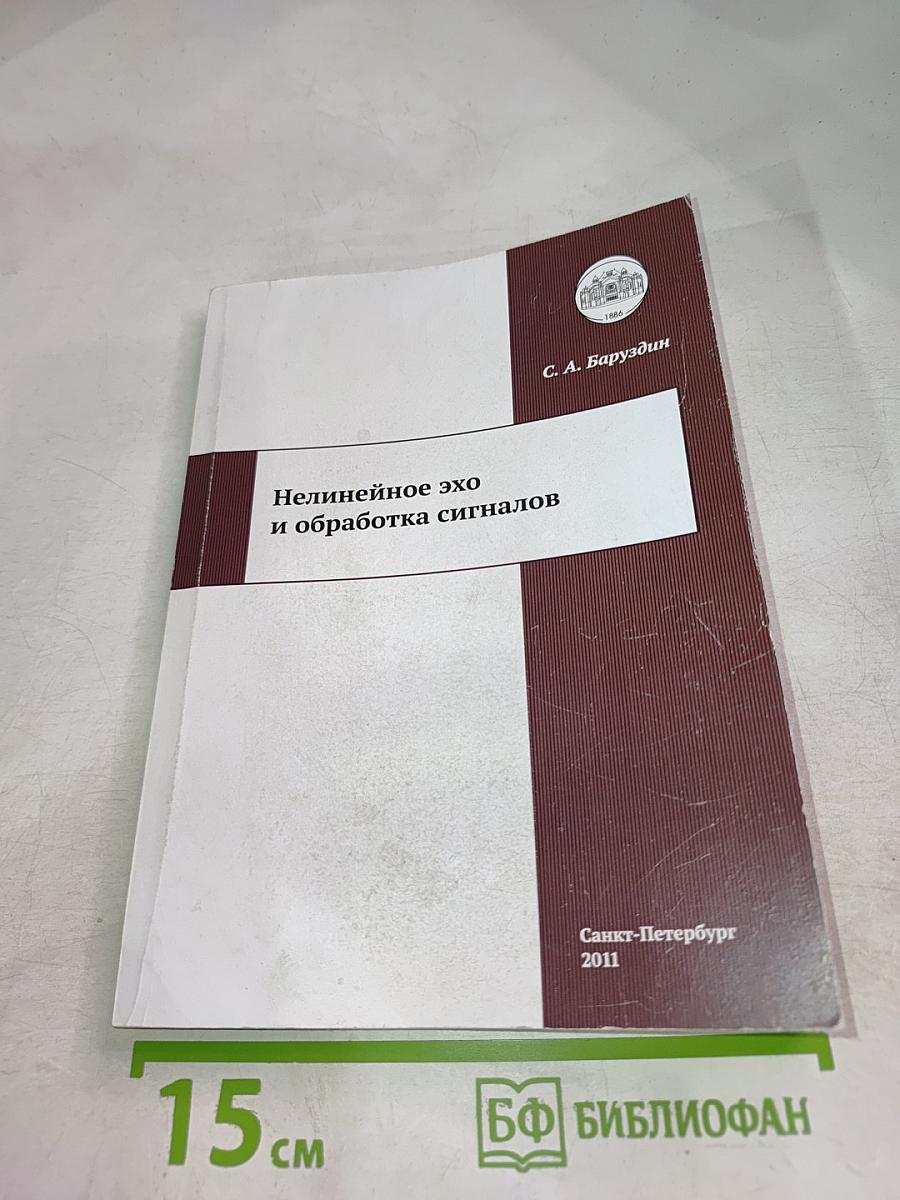 1886
С. А. Баруздин
Нелинейное эхо
и обработка сигналов
Санкт-Петербург
2011
15 см
БФ БИБЛИОФАН